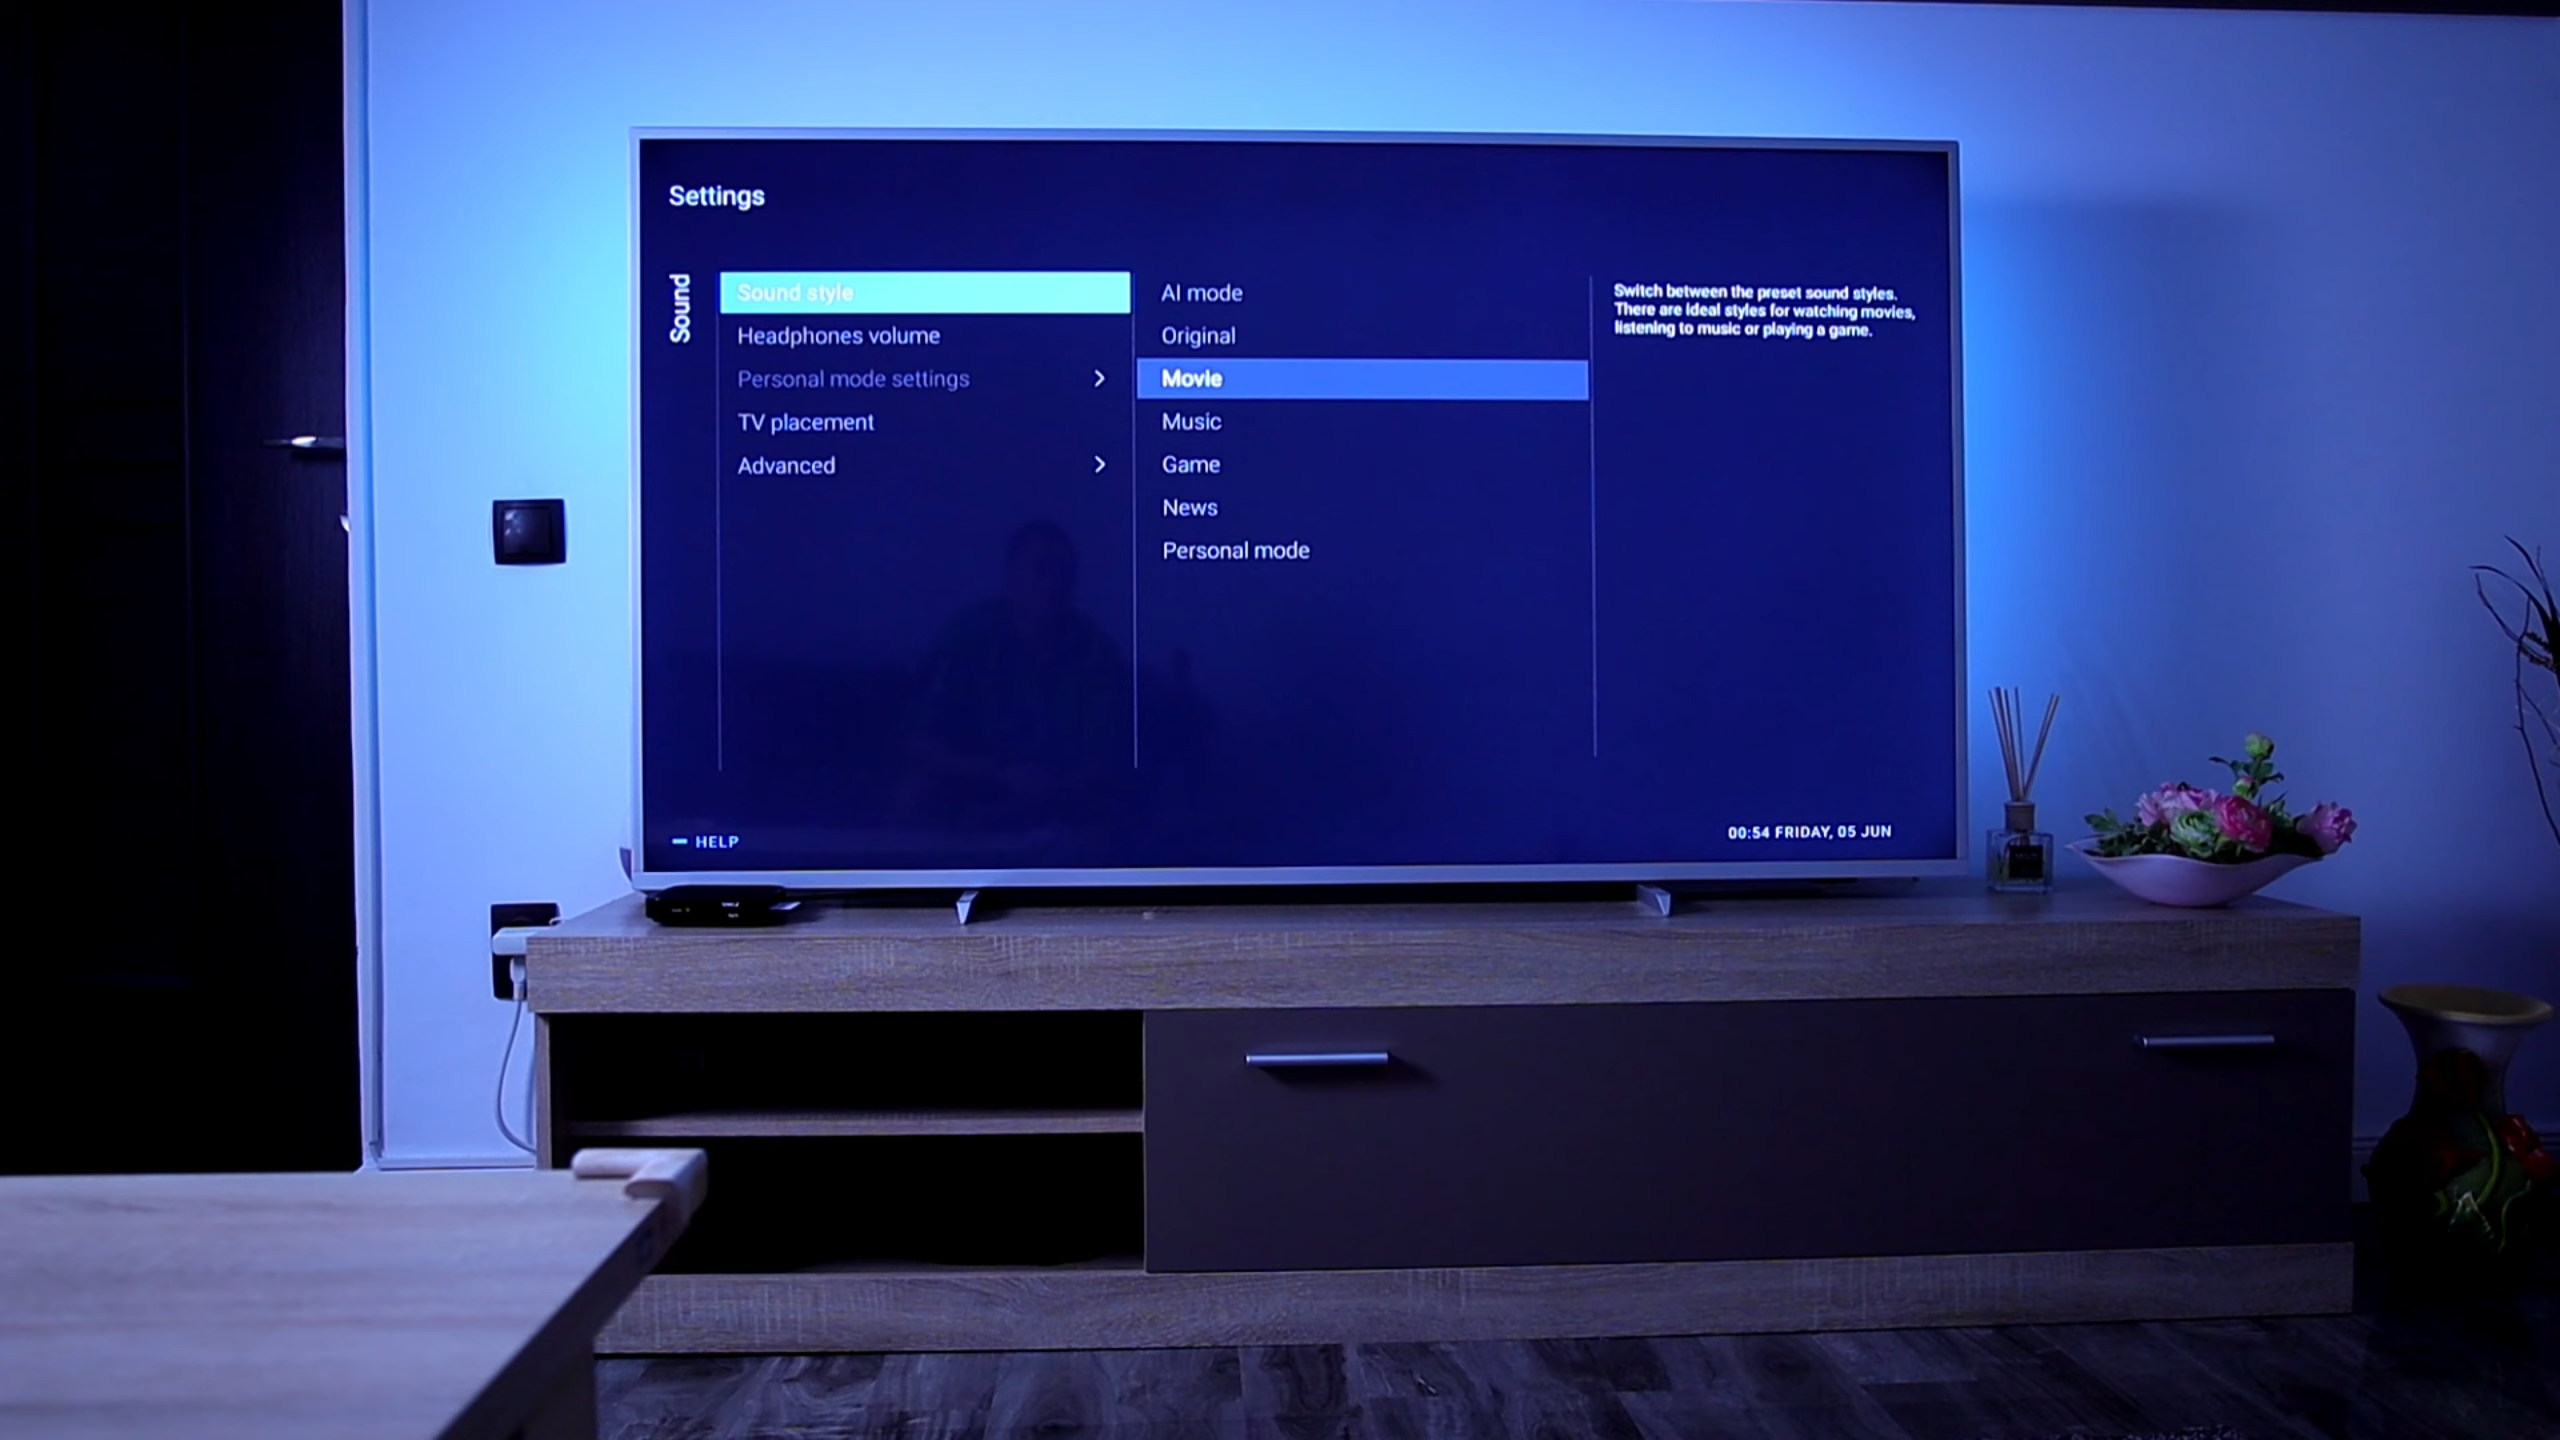 Settings
Sound
Sound style
Headphones volume
Personal mode settings
TV placement
Advanced
AI mode
Original
Movie
Music
Game
News
Personal mode
Switch between the preset sound styles.
There are ideal styles for watching movies,
listening to music or playing a game.
HELP
00:54 FRIDAY, 05 JUN